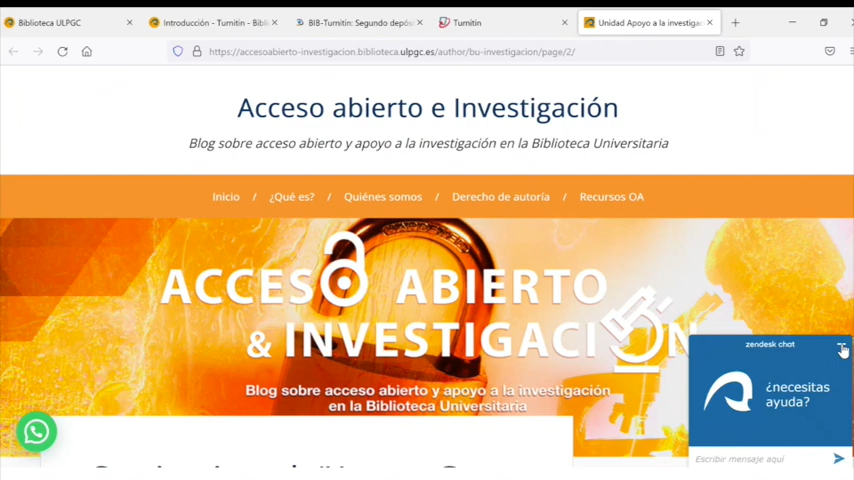 Biblioteca ULPGC
Introducción - Turnitin - Bibli
BIB-Turnitin: Segundo depós
Turnitin
Unidad Apoyo a la investigac
https://accesoabierto-investigacion.biblioteca.ulpgc.es/author/bu-investigacion/page/2/
Acceso abierto e Investigación
Blog sobre acceso abierto y apoyo a la investigación en la Biblioteca Universitaria
Inicio / ¿Qué es? / Quiénes somos / Derecho de autoría / Recursos OA
ACCESO ABIERTO
& INVESTIGACIÓN
Blog sobre acceso abierto y apoyo a la investigación
en la Biblioteca Universitaria
zendesk chat
¿necesitas
ayuda?
Escribir mensaje aquí